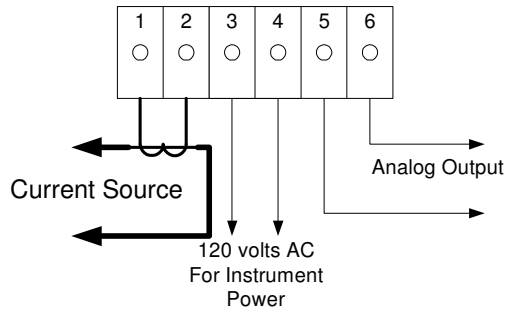 1 2 3 4 5 6
Analog Output
Current Source
120 volts AC
For Instrument
Power